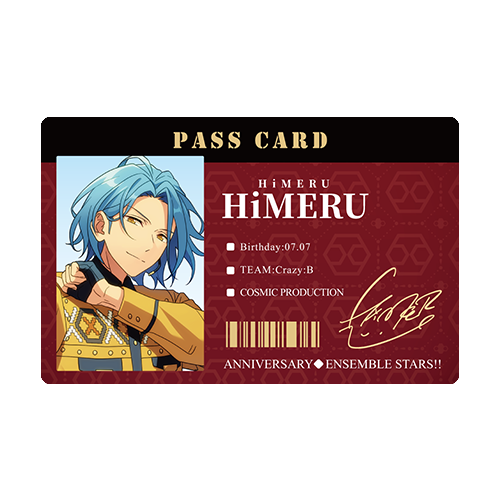 PASS CARD
HiMERU
HiMERU
Birthday:07.07
TEAM:Crazy:B
COSMIC PRODUCTION
ANNIVERSARY◆ENSEMBLE STARS!!